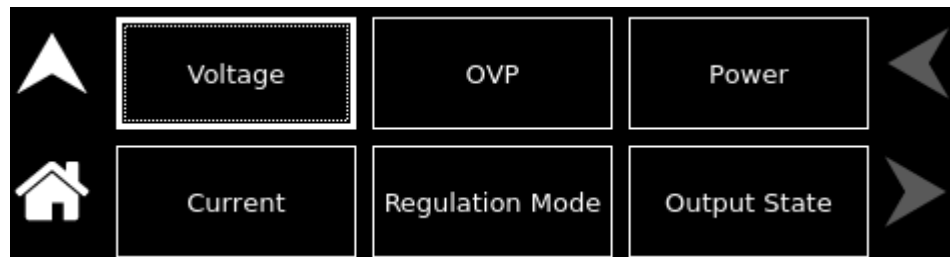 Voltage
OVP
Power
Current
Regulation Mode
Output State